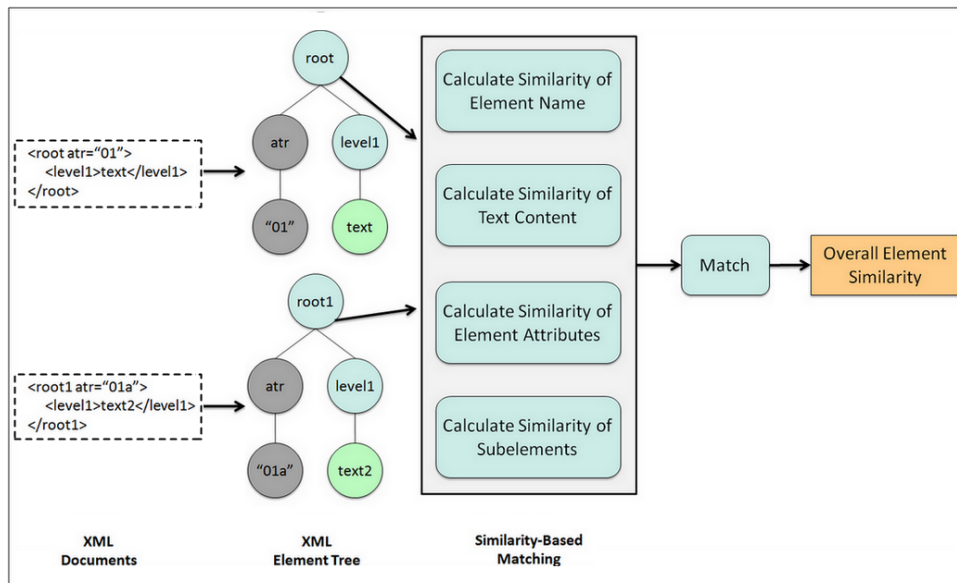 <root atr="01">
<level1>text</level1>
</root>
root
atr
level1
"01"
text
<root1 atr="01a">
<level1>text2</level1>
</root1>
root1
atr
level1
"01a"
text2
Calculate Similarity of
Element Name
Calculate Similarity of
Text Content
Calculate Similarity of
Element Attributes
Calculate Similarity of
Subelements
Match
Overall Element
Similarity
XML
Documents
XML
Element Tree
Similarity-Based
Matching